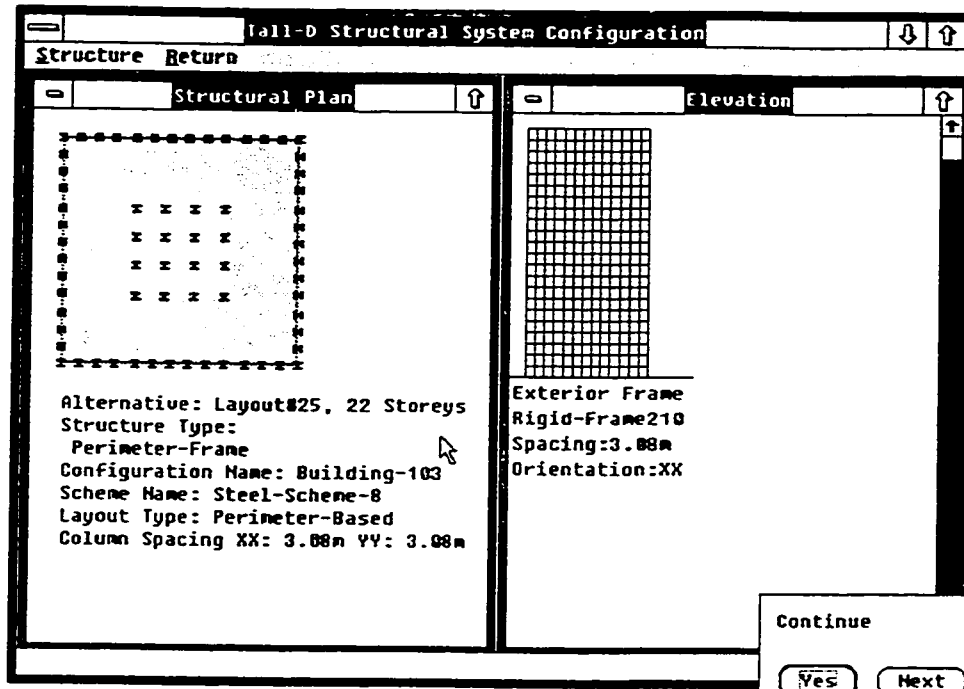 Tall-D Structural System Configuration
Structure Return
Structural Plan
Alternative: Layout#25, 22 Storeys
Structure Type:
Perimeter-Frame
Configuration Name: Building-103
Scheme Name: Steel-Scheme-8
Layout Type: Perimeter-Based
Column Spacing XX: 3.08m YY: 3.08m
Elevation
Exterior Frame
Rigid-Frame210
Spacing:3.08m
Orientation:XX
Continue
Yes Next